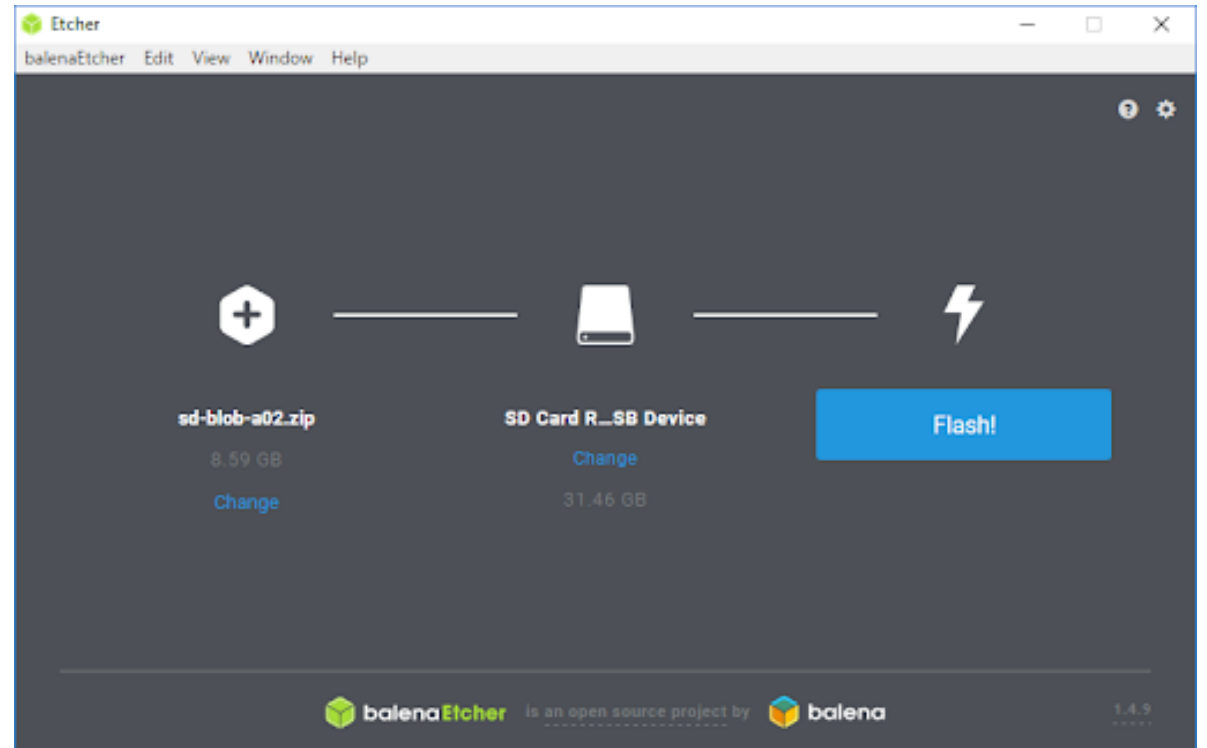 Etcher
balenaEtcher Edit View Window Help
sd-blob-a02.zip
8.59 GB
Change
SD Card R...SB Device
Change
31.46 GB
Flash!
balenaEtcher is an open source project by balena
1.4.9